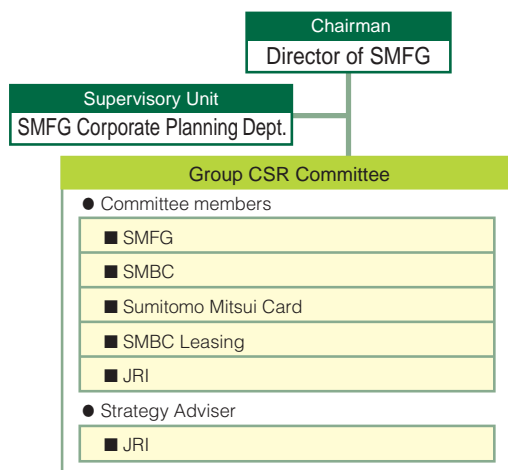 Chairman
Director of SMFG
Supervisory Unit
SMFG Corporate Planning Dept.
Group CSR Committee
● Committee members
■ SMFG
■ SMBC
■ Sumitomo Mitsui Card
■ SMBC Leasing
■ JRI
● Strategy Adviser
■ JRI